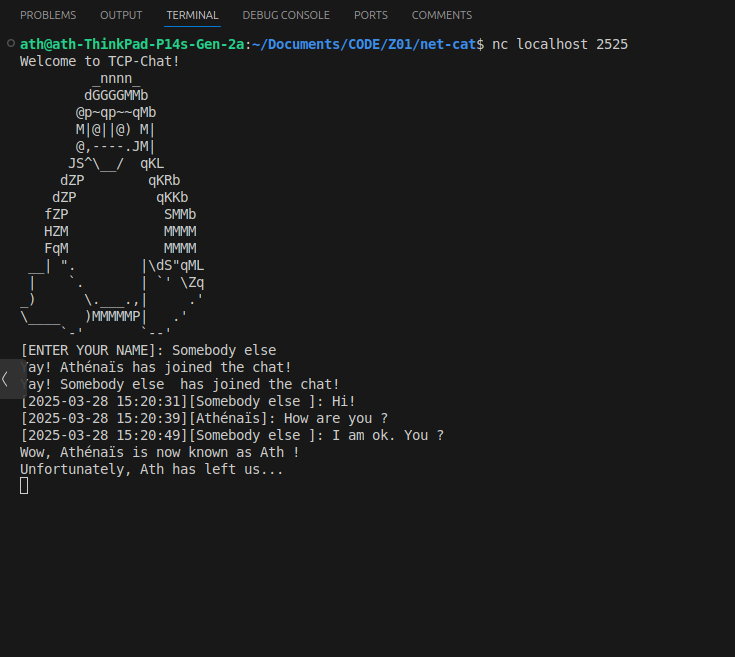 PROBLEMS OUTPUT TERMINAL DEBUG CONSOLE PORTS COMMENTS
ath@ath-ThinkPad-P14s-Gen-2a:~/Documents/CODE/Z01/net-cat$ nc localhost 2525
Welcome to TCP-Chat!
         _nnnn_
        dGGGGMMb
       @p~qp~~qMb
       M|@||@) M|
       @,----.JM|
      JS^\__/  qKL
     dZP        qKRb
    dZP          qKKb
   fZP            SMMb
   HZM            MMMM
   FqM            MMMM
 __| ".        |\dS"qML
 |    `.       | `' \Zq
_)      \.___.,|     .'
\____   )MMMMMP|   .'
     `-'       `--'
[ENTER YOUR NAME]: Somebody else
Yay! Athénaïs has joined the chat!
Yay! Somebody else  has joined the chat!
[2025-03-28 15:20:31][Somebody else ]: Hi!
[2025-03-28 15:20:39][Athénaïs]: How are you ?
[2025-03-28 15:20:49][Somebody else ]: I am ok. You ?
Wow, Athénaïs is now known as Ath !
Unfortunately, Ath has left us...